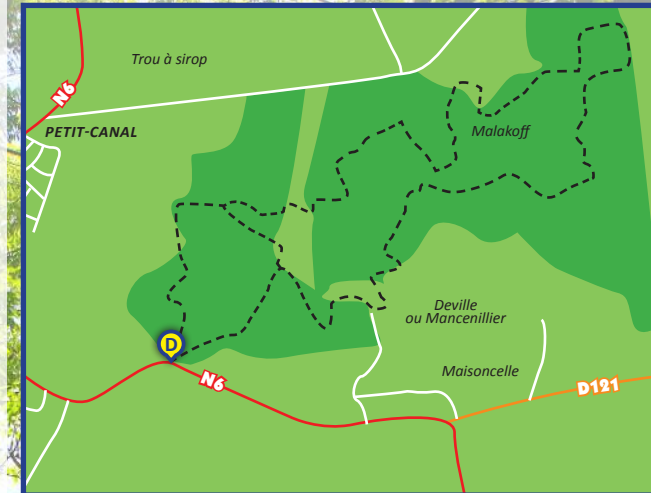 Trou à sirop
N6
PETIT-CANAL
Malakoff
Deville
ou Mancenillier
D
Maisoncelle
N6
D121